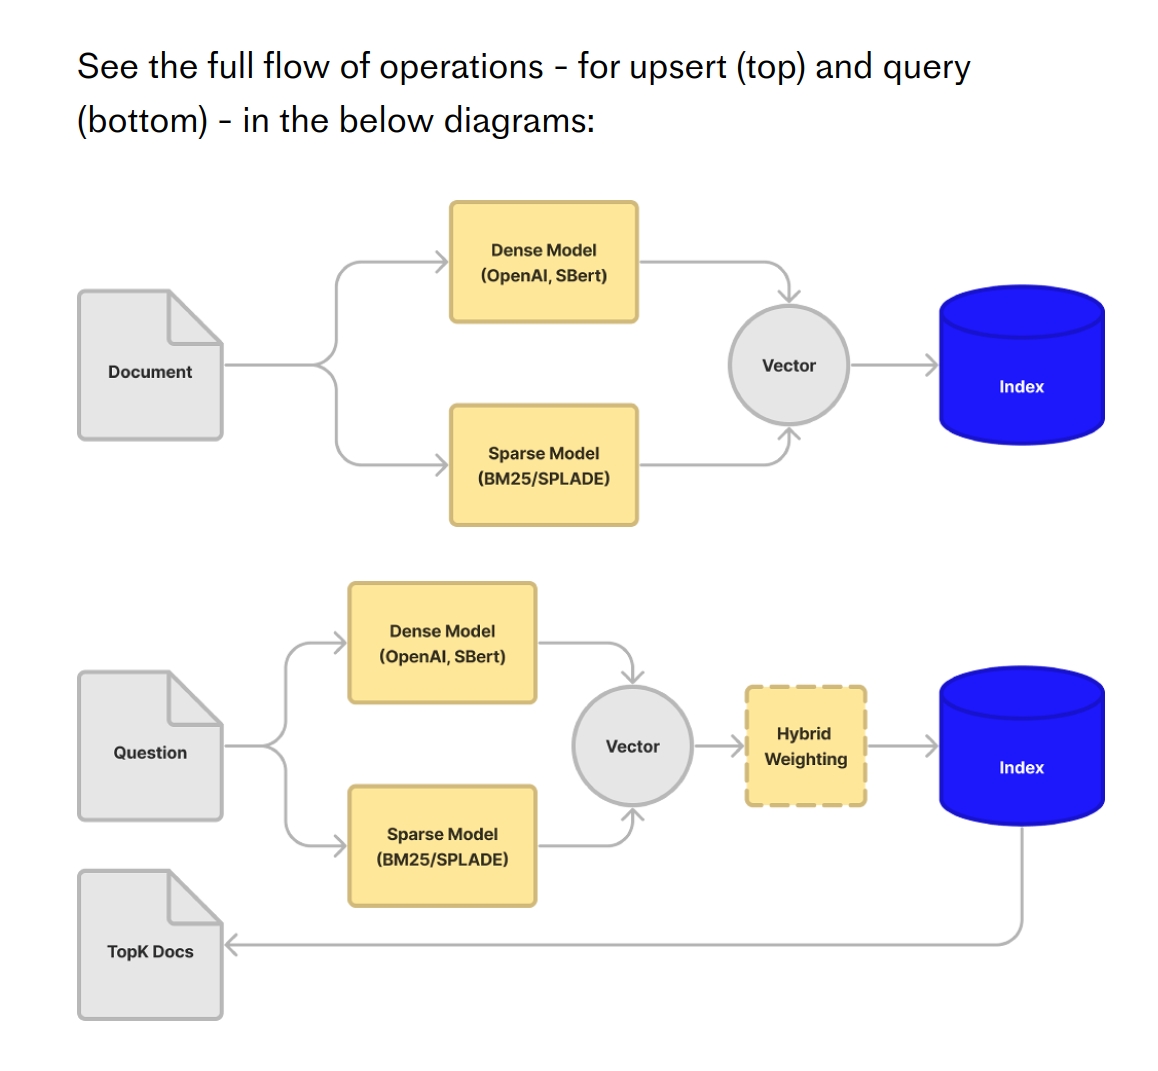 See the full flow of operations - for upsert (top) and query
(bottom) - in the below diagrams:
Dense Model
(OpenAI, SBert)
Document
Vector
Index
Sparse Model
(BM25/SPLADE)
Dense Model
(OpenAI, SBert)
Question
Vector
Hybrid
Weighting
Index
Sparse Model
(BM25/SPLADE)
TopK Docs